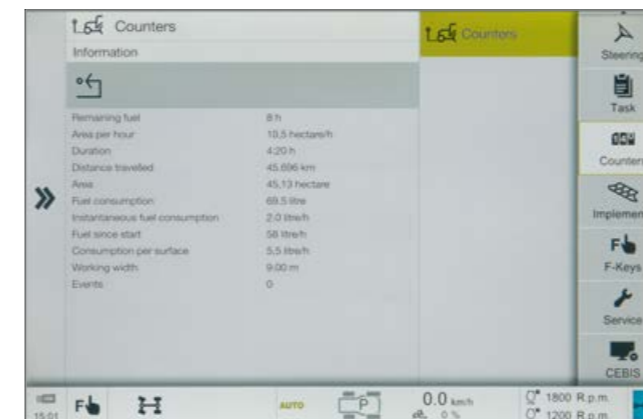 Counters
Information
Remaining fuel 8 h
Area per hour 10,5 hectare/h
Duration 4:20 h
Distance travelled 45.696 km
Area 45,13 hectare
Fuel consumption 69.5 litre
Instantaneous fuel consumption 2.0 litre/h
Fuel since start 58 litre/h
Consumption per surface 5,5 litre/h
Working width 9.00 m
Events 0
Counters
Steering
Task
Counters
Implement
F
F-Keys
Service
CEBIS
15:01
F
AUTO
P
0.0 km/h
0 %
1800 R.p.m.
1200 R.p.m.